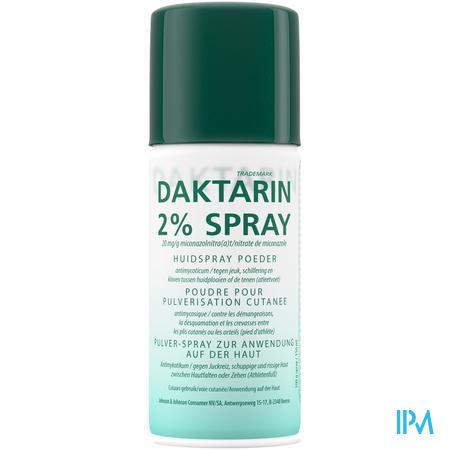 TRADEMARK
DAKTARIN
2% SPRAY
20 mg/g miconazolnitra(a)t/nitrate de miconazole
HUIDSPRAY POEDER
antimycoticum / tegen jeuk, schilfering en
kloven tussen huidplooien of de tenen (atleetvoet)
POUDRE POUR
PULVERISATION CUTANEE
antimycosique / contre les démangeaisons,
la desquamation et les crevasses entre
les plis cutanés ou les orteils (pied d'athlète)
PULVER-SPRAY ZUR ANWENDUNG
AUF DER HAUT
Antimykotikum / gegen Juckreiz, schuppige und rissige Haut
zwischen Hautfalten oder Zehen (Athletenfuß)
Cutaan gebruik/voie cutanée/Anwendung auf der Haut
Johnson & Johnson Consumer NV/SA, Antwerpseweg 15-17, B-2340 Beerse
IPM